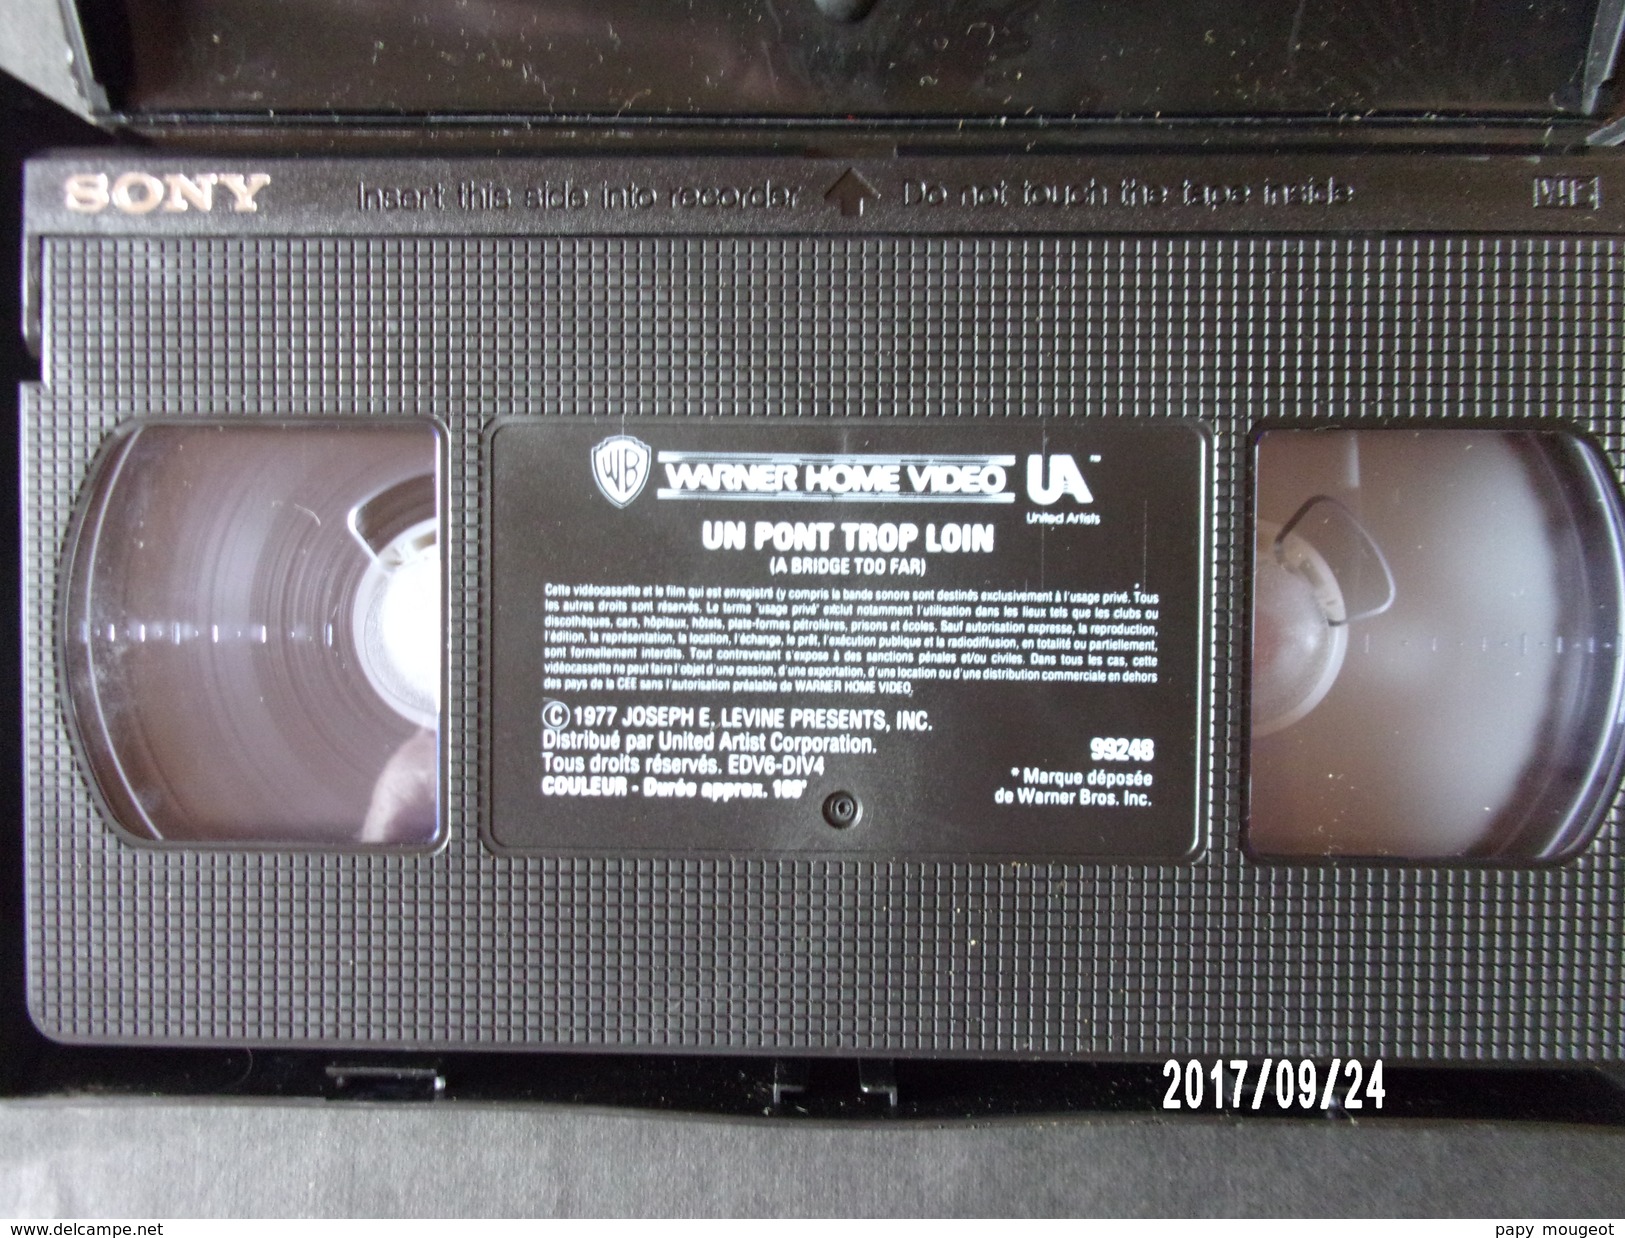 SONY Insert this side into recorder Do not touch the tape inside VHS
WB WARNER HOME VIDEO UA ™
United Artists
UN PONT TROP LOIN
(A BRIDGE TOO FAR)
Cette vidéocassette et le film qui est enregistré (y compris la bande sonore sont destinés exclusivement à l'usage privé. Tous
les autres droits sont réservés. Le terme 'usage privé' exclut notamment l'utilisation dans les lieux tels que les clubs ou
discothèques, cars, hôpitaux, hôtels, plate-formes pétrolières, prisons et écoles. Sauf autorisation expresse, la reproduction,
l'édition, la représentation, la location, l'échange, le prêt, l'exécution publique et la radiodiffusion, en totalité ou partiellement,
sont formellement interdits. Tout contrevenant s'expose à des sanctions pénales et/ou civiles. Dans tous les cas, cette
vidéocassette ne peut faire l'objet d'une cession, d'une exportation, d'une location ou d'une distribution commerciale en dehors
des pays de la CEE sans l'autorisation préalable de WARNER HOME VIDEO.
© 1977 JOSEPH E. LEVINE PRESENTS, INC.
Distribué par United Artist Corporation.
Tous droits réservés. EDV6-DIV4
COULEUR - Durée approx.
99248
* Marque déposée
de Warner Bros. Inc.
2017/09/24
www.delcampe.net
papy mougeot